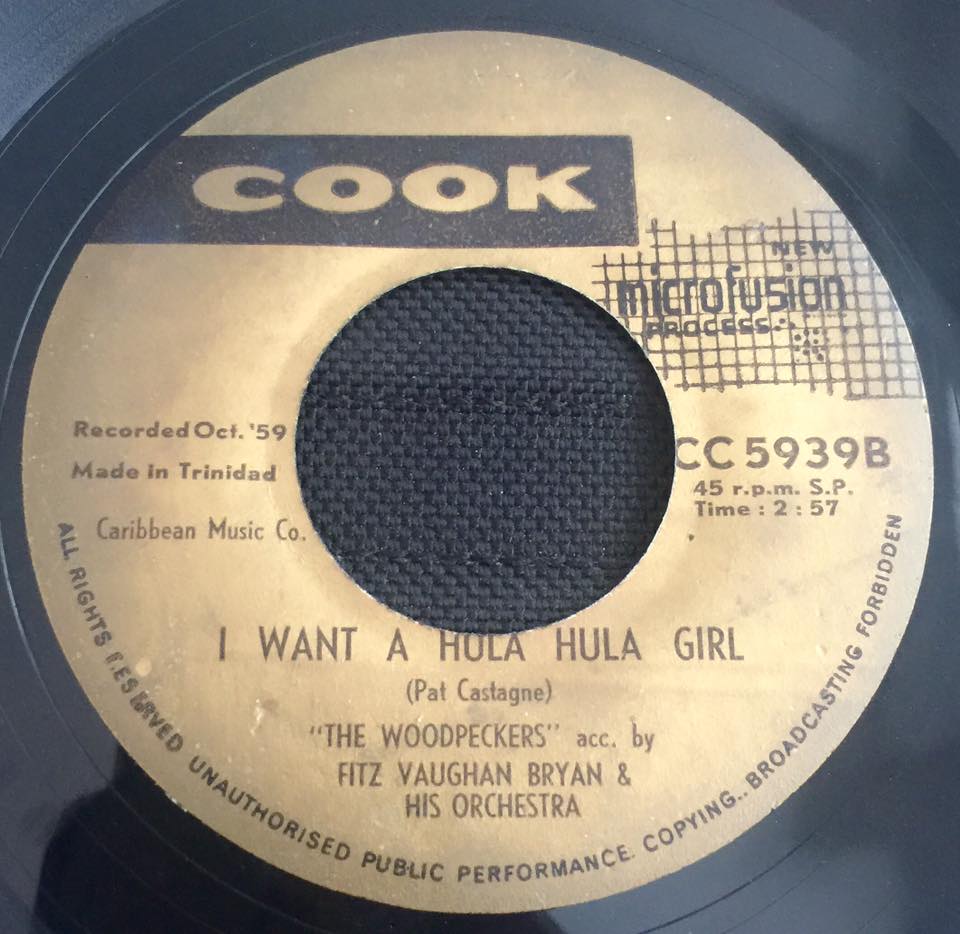 COOK
NEW
microfusion
PROCESS
Recorded Oct. '59
Made in Trinidad
Caribbean Music Co.
CC 5939B
45 r.p.m. S.P.
Time : 2 : 57
I WANT A HULA HULA GIRL
(Pat Castagne)
"THE WOODPECKERS" acc. by
FITZ VAUGHAN BRYAN &
HIS ORCHESTRA
ALL RIGHTS RESERVED UNAUTHORISED PUBLIC PERFORMANCE. COPYING.. BROADCASTING FORBIDDEN